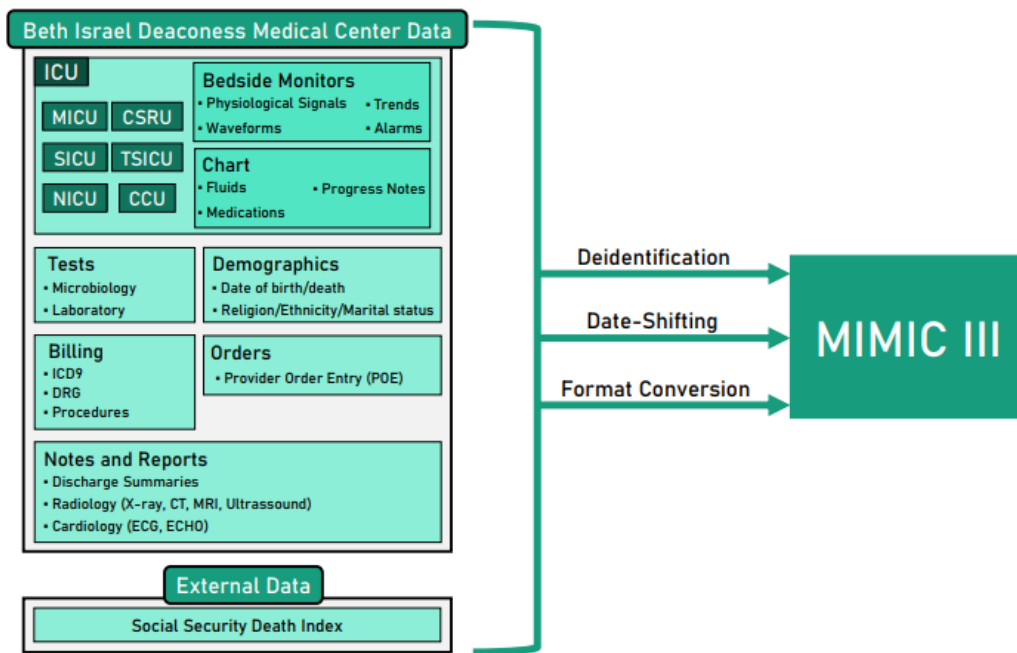 Beth Israel Deaconess Medical Center Data
ICU
MICU CSRU
SICU TSICU
NICU CCU
Bedside Monitors
▪ Physiological Signals ▪ Trends
▪ Waveforms ▪ Alarms
Chart
▪ Fluids ▪ Progress Notes
▪ Medications
Tests
▪ Microbiology
▪ Laboratory
Demographics
▪ Date of birth/death
▪ Religion/Ethnicity/Marital status
Billing
▪ ICD9
▪ DRG
▪ Procedures
Orders
▪ Provider Order Entry (POE)
Notes and Reports
▪ Discharge Summaries
▪ Radiology (X-ray, CT, MRI, Ultrassound)
▪ Cardiology (ECG, ECHO)
External Data
Social Security Death Index
Deidentification
Date-Shifting
Format Conversion
MIMIC III